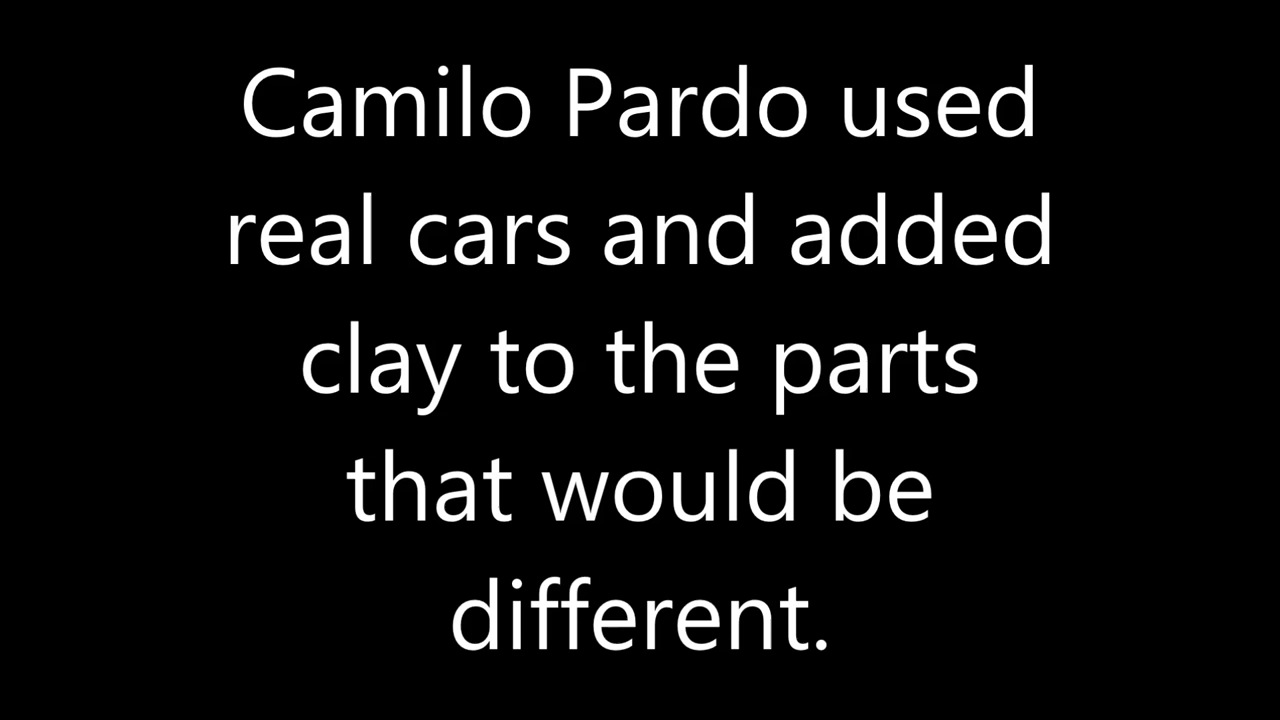 Camilo Pardo used
real cars and added
clay to the parts
that would be
different.